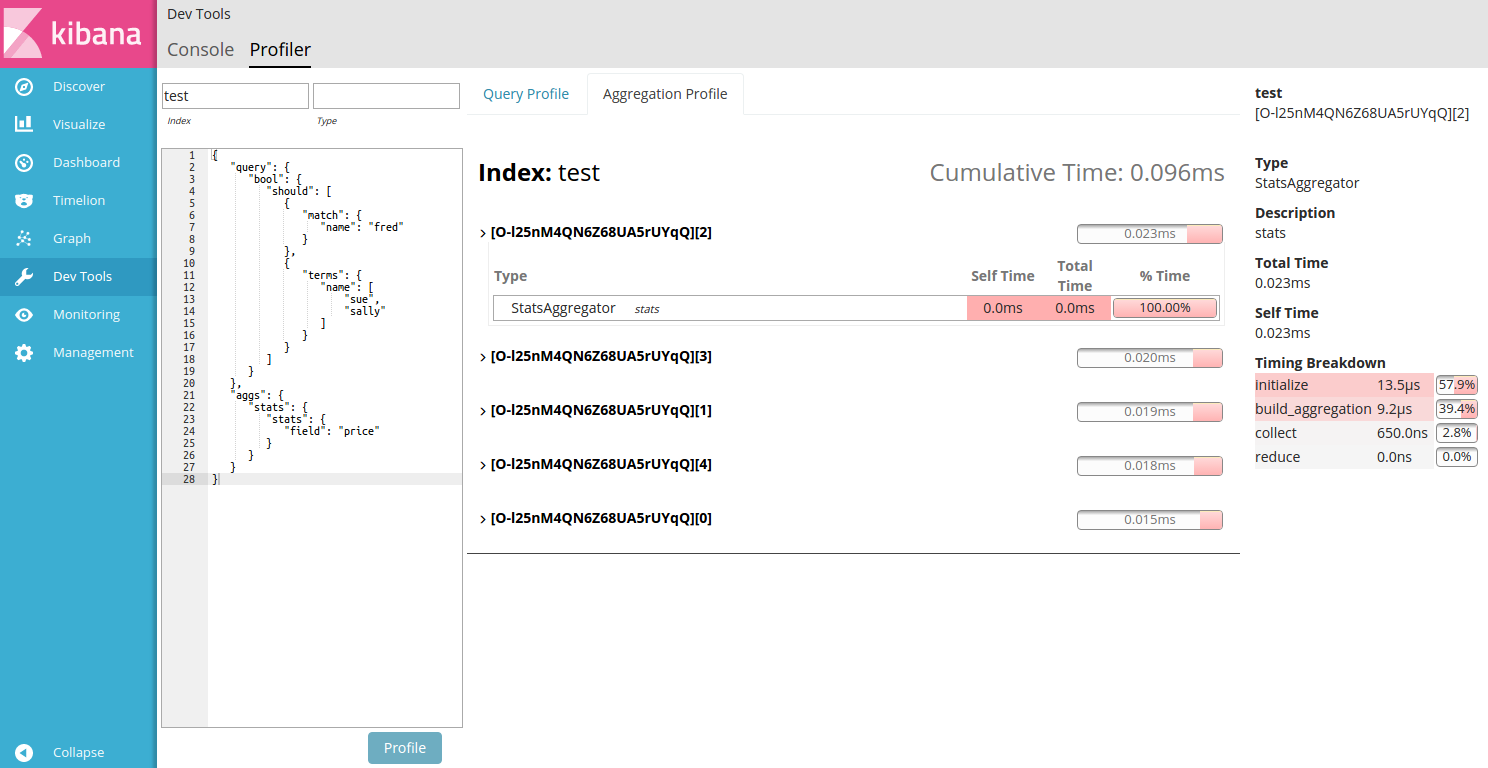 kibana
Discover
Visualize
Dashboard
Timelion
Graph
Dev Tools
Monitoring
Management
Collapse
Dev Tools
Console Profiler
test
Index Type
1 {
2 "query": {
3 "bool": {
4 "should": [
5 {
6 "match": {
7 "name": "fred"
8 }
9 },
10 {
11 "terms": {
12 "name": [
13 "sue",
14 "sally"
15 ]
16 }
17 }
18 ]
19 }
20 },
21 "aggs": {
22 "stats": {
23 "stats": {
24 "field": "price"
25 }
26 }
27 }
28 }
Profile
Query Profile Aggregation Profile
Index: test Cumulative Time: 0.096ms
[O-l25nM4QN6Z68UA5rUYqQ][2] 0.023ms
Type Self Time Total Time % Time
StatsAggregator stats 0.0ms 0.0ms 100.00%
[O-l25nM4QN6Z68UA5rUYqQ][3] 0.020ms
[O-l25nM4QN6Z68UA5rUYqQ][1] 0.019ms
[O-l25nM4QN6Z68UA5rUYqQ][4] 0.018ms
[O-l25nM4QN6Z68UA5rUYqQ][0] 0.015ms
test
[O-l25nM4QN6Z68UA5rUYqQ][2]
Type
StatsAggregator
Description
stats
Total Time
0.023ms
Self Time
0.023ms
Timing Breakdown
initialize 13.5µs 57.9%
build_aggregation 9.2µs 39.4%
collect 650.0ns 2.8%
reduce 0.0ns 0.0%